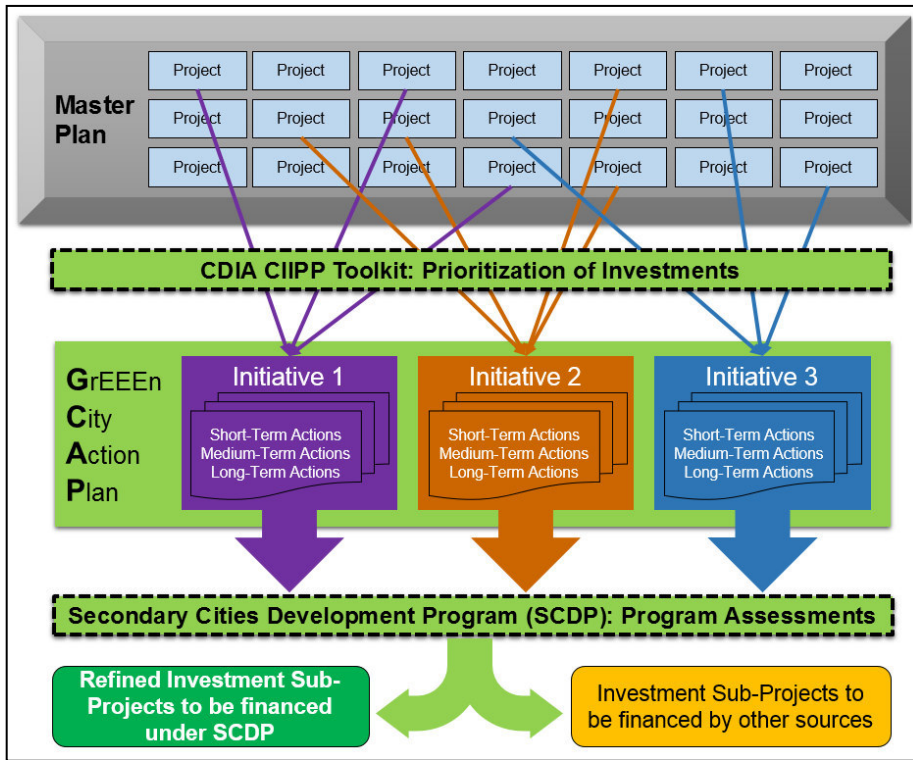 Project Project Project Project Project Project Project
Master
Plan
Project Project Project Project Project Project Project
Project Project Project Project Project Project Project
CDIA CIIPP Toolkit: Prioritization of Investments
GrEEEn
City
Action
Plan
Initiative 1
Short-Term Actions
Medium-Term Actions
Long-Term Actions
Initiative 2
Short-Term Actions
Medium-Term Actions
Long-Term Actions
Initiative 3
Short-Term Actions
Medium-Term Actions
Long-Term Actions
Secondary Cities Development Program (SCDP): Program Assessments
Refined Investment Sub-
Projects to be financed
under SCDP
Investment Sub-Projects to
be financed by other sources